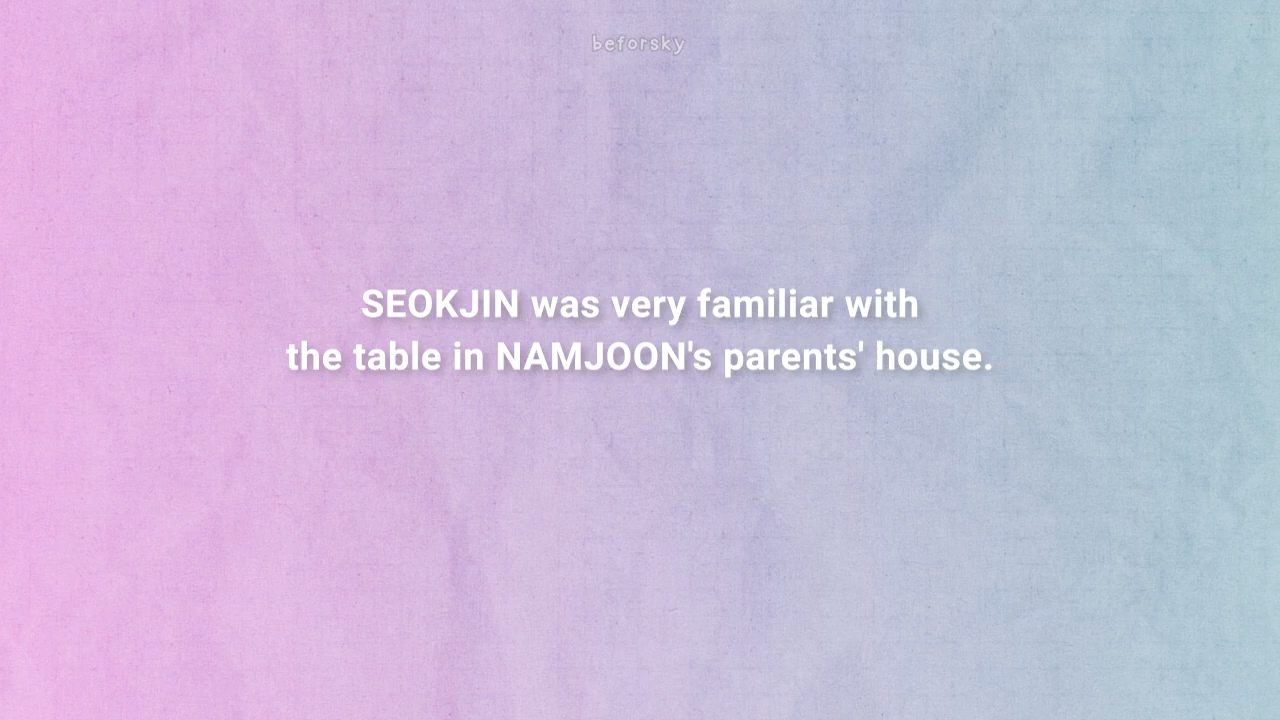 beforsky
SEOKJIN was very familiar with
the table in NAMJOON's parents' house.